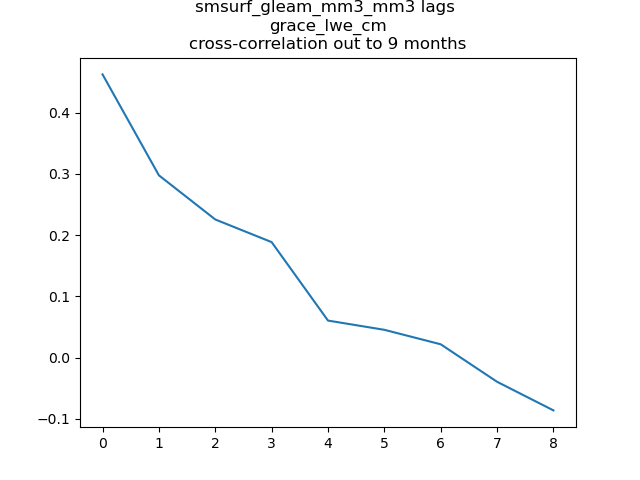 smsurf_gleam_mm3_mm3 lags
grace_lwe_cm
cross-correlation out to 9 months
0.4
0.3
0.2
0.1
0.0
−0.1
0 1 2 3 4 5 6 7 8